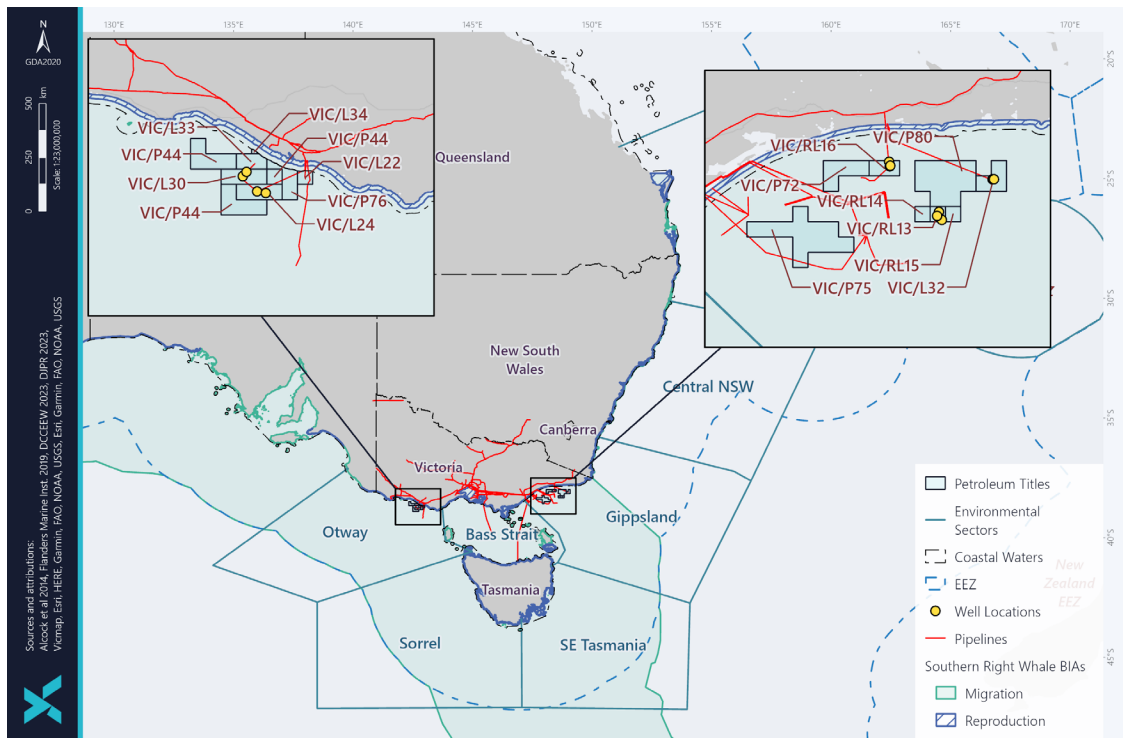 130°E 135°E 140°E 145°E 150°E 155°E 160°E 165°E 170°E
N
GDA2020
km
500
250
0
Scale: 1:23,000,000
Sources and attributions:
Alcock et al 2014, Flanders Marine Inst. 2019, DCCEEW 2023, DJPR 2023,
Vicmap, Esri, HERE, Garmin, FAO, NOAA, USGS, Esri, Garmin, FAO, NOAA, USGS
VIC/L34
VIC/L33
VIC/P44
VIC/P44
VIC/L22
VIC/L30
VIC/P76
VIC/P44
VIC/L24
VIC/P80
VIC/RL16
VIC/P72
VIC/RL14
VIC/RL13
VIC/RL15
VIC/P75
VIC/L32
20°S
25°S
30°S
35°S
40°S
45°S
Queensland
New South
Wales
Central NSW
Canberra
Victoria
Gippsland
Otway
Bass Strait
Tasmania
Sorrel
SE Tasmania
New
Zealand
EEZ
Petroleum Titles
Environmental
Sectors
Coastal Waters
EEZ
Well Locations
Pipelines
Southern Right Whale BIAs
Migration
Reproduction